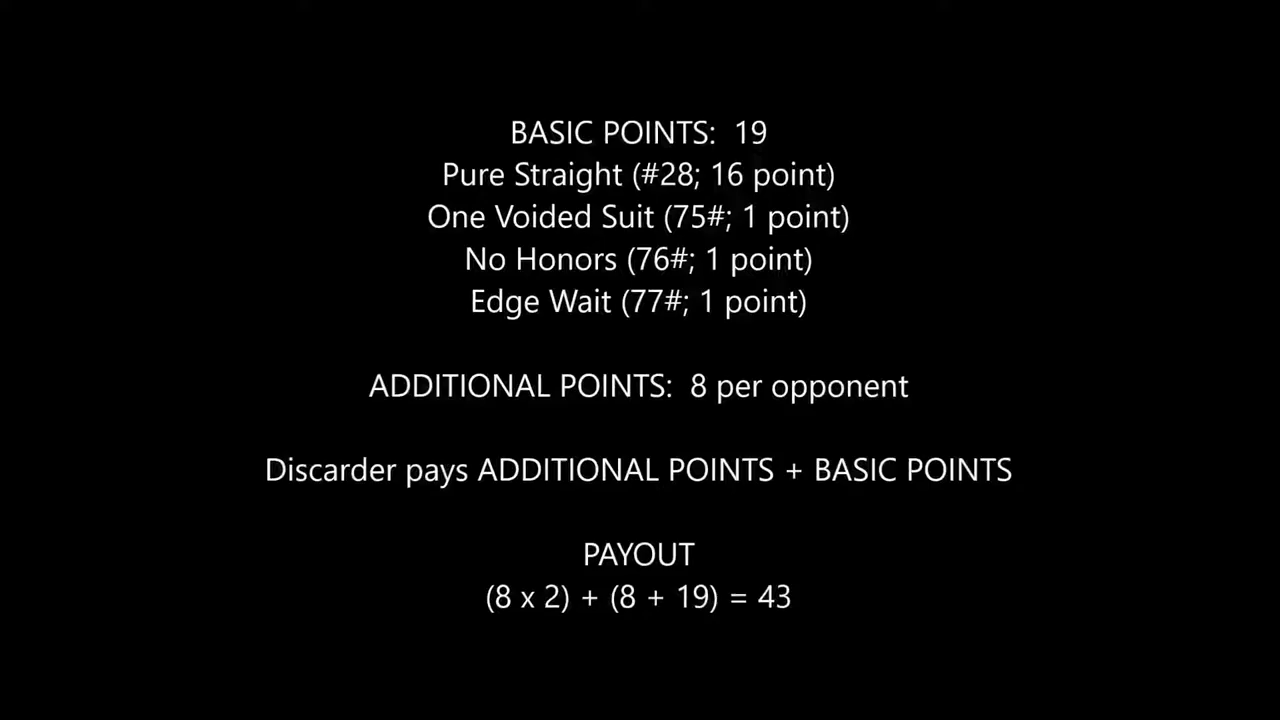 BASIC POINTS:  19
Pure Straight (#28; 16 point)
One Voided Suit (75#; 1 point)
No Honors (76#; 1 point)
Edge Wait (77#; 1 point)
ADDITIONAL POINTS:  8 per opponent
Discarder pays ADDITIONAL POINTS + BASIC POINTS
PAYOUT
(8 x 2) + (8 + 19) = 43